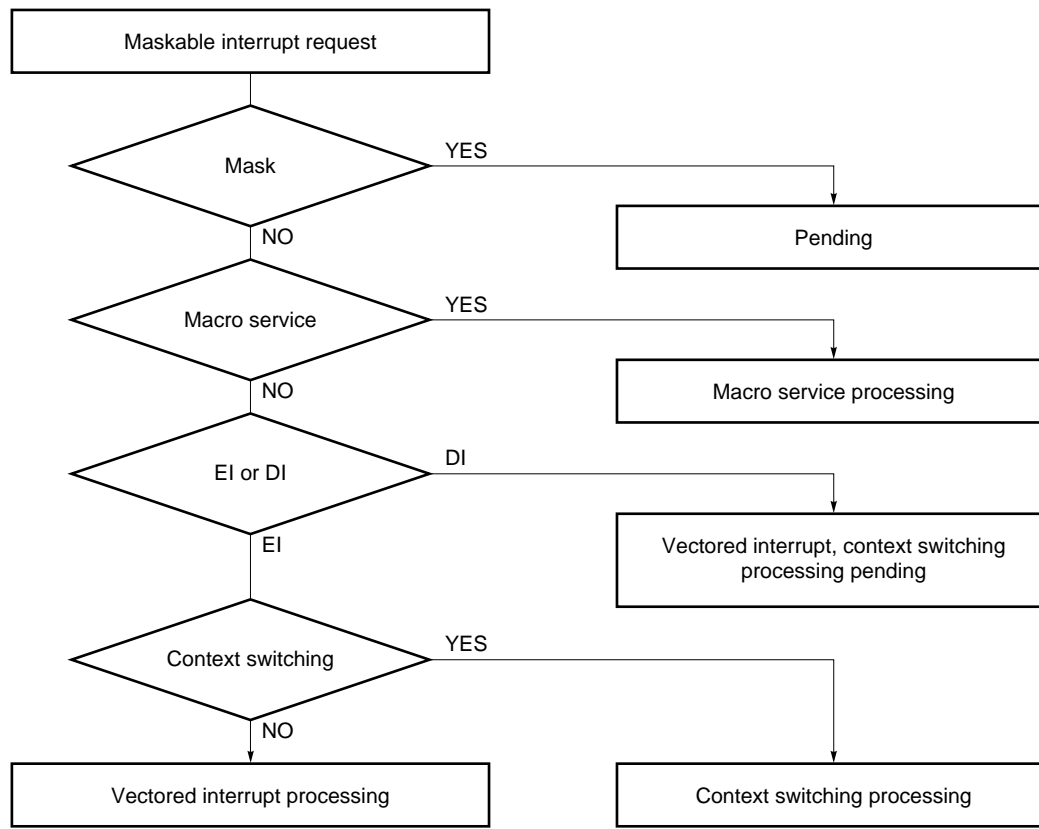 Maskable interrupt request
Mask
YES
Pending
NO
Macro service
YES
Macro service processing
NO
EI or DI
DI
Vectored interrupt, context switching
processing pending
EI
Context switching
YES
NO
Vectored interrupt processing
Context switching processing